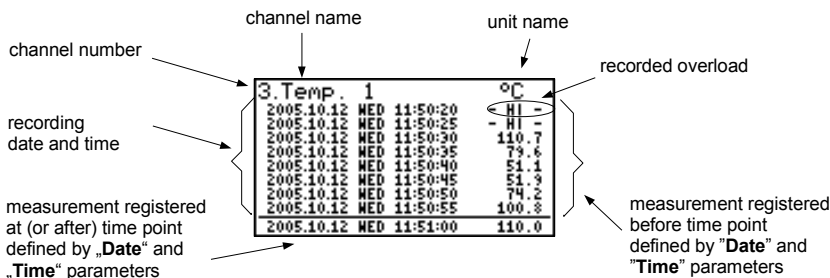 channel name
unit name
channel number
recorded overload
3.Temp. 1 °C
2005.10.12 WED 11:50:20 - HI -
2005.10.12 WED 11:50:25 - HI -
2005.10.12 WED 11:50:30 110.7
2005.10.12 WED 11:50:35 79.6
2005.10.12 WED 11:50:40 51.1
2005.10.12 WED 11:50:45 51.9
2005.10.12 WED 11:50:50 74.2
2005.10.12 WED 11:50:55 100.8
2005.10.12 WED 11:51:00 110.0
recording
date and time
measurement registered
at (or after) time point
defined by „Date“ and
„Time“ parameters
measurement registered
before time point
defined by ”Date” and
”Time” parameters